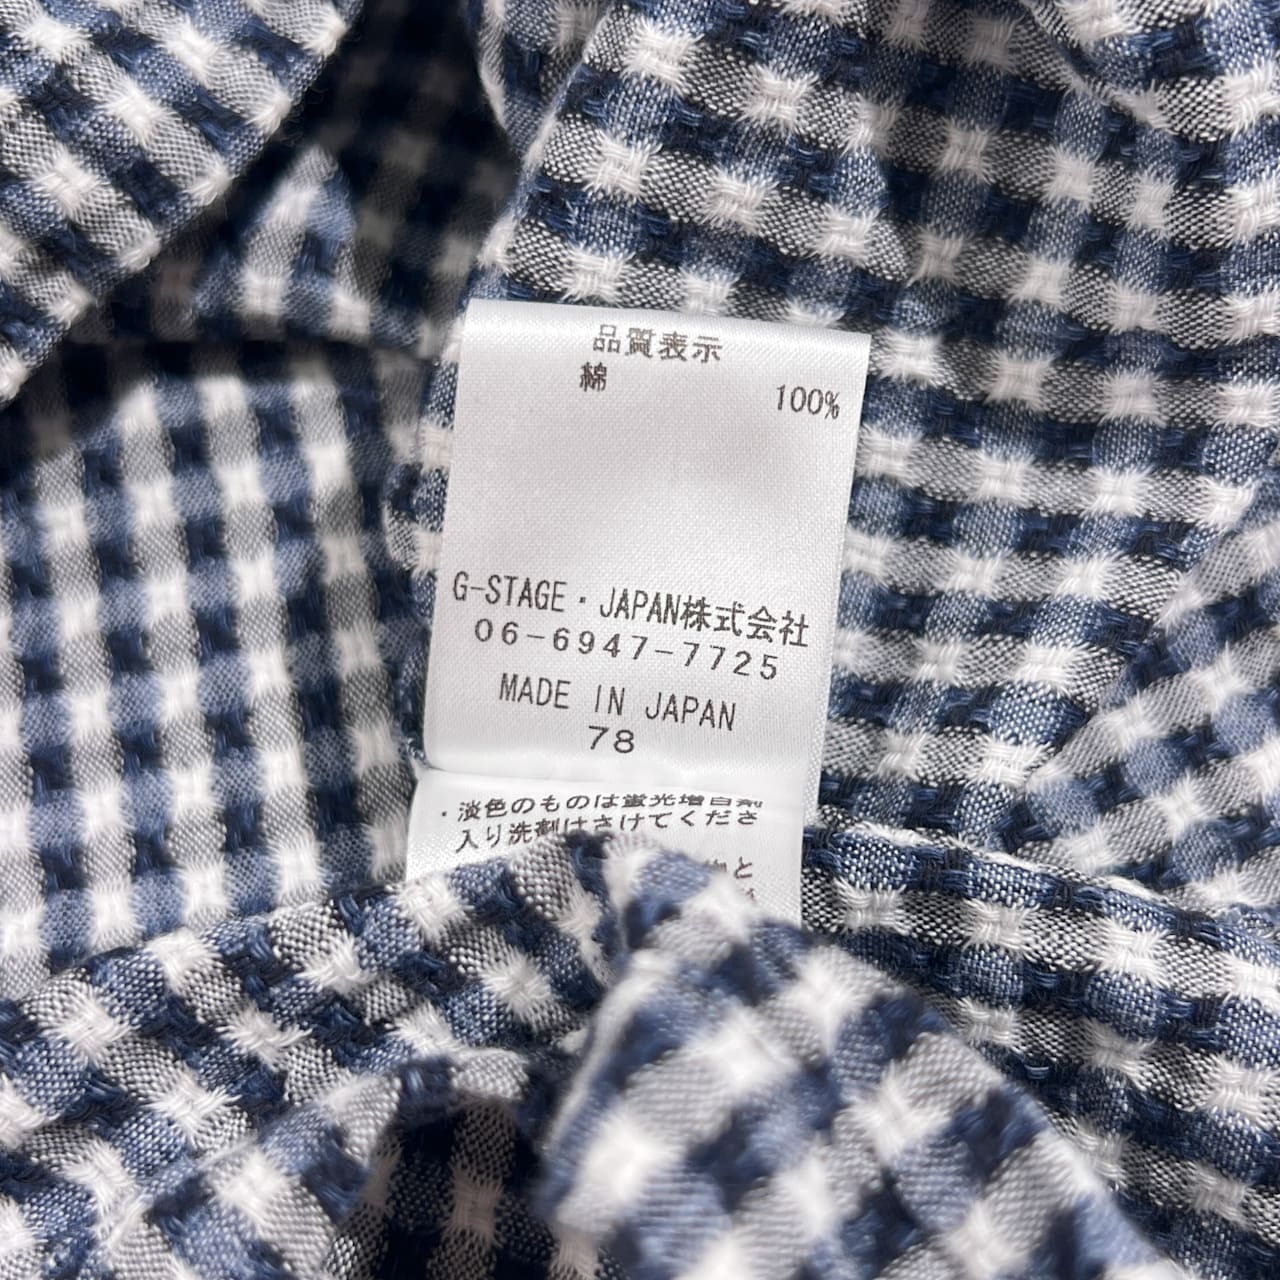 品質表示
綿 100%
G-STAGE・JAPAN株式会社
06-6947-7725
MADE IN JAPAN
78
・淡色のものは蛍光増白剤
入り洗剤はさけてくださ
と